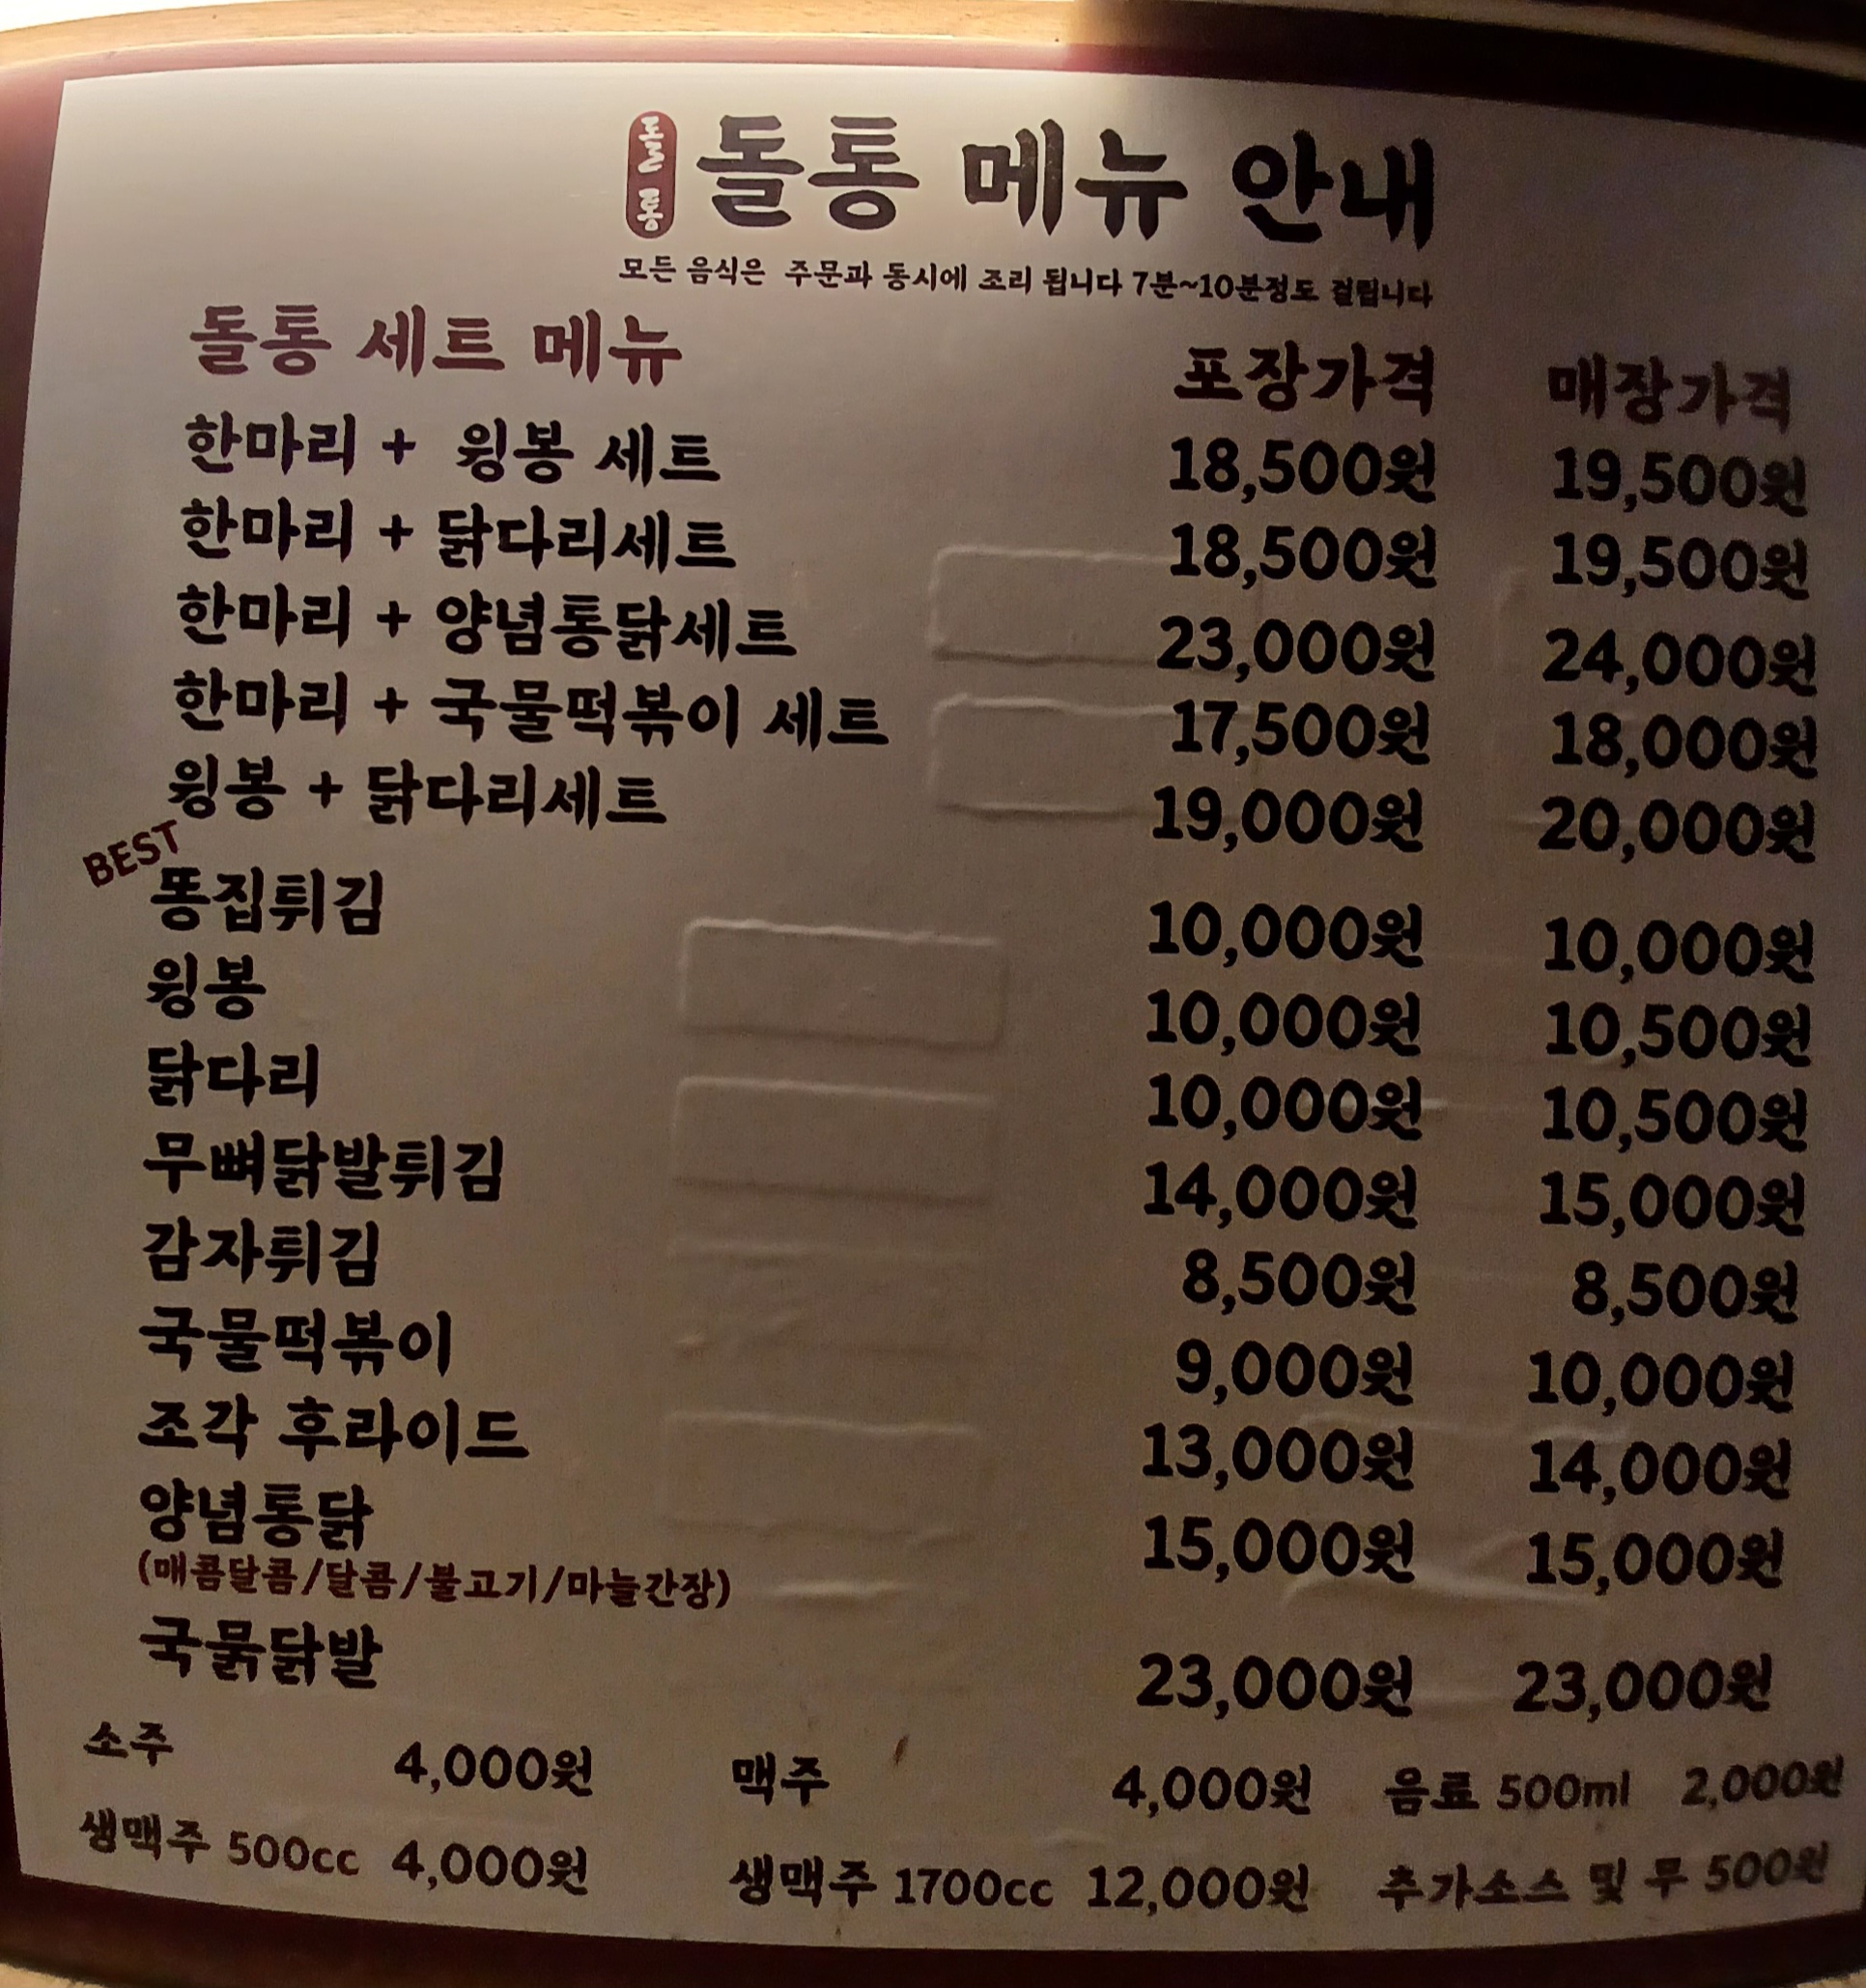 돌통
돌통 메뉴 안내
모든 음식은 주문과 동시에 조리 됩니다 7분~10분정도 걸립니다
돌통 세트 메뉴 포장가격 매장가격
한마리 + 윙봉 세트 18,500원 19,500원
한마리 + 닭다리세트 18,500원 19,500원
한마리 + 양념통닭세트 23,000원 24,000원
한마리 + 국물떡볶이 세트 17,500원 18,000원
윙봉 + 닭다리세트 19,000원 20,000원
BEST
똥집튀김 10,000원 10,000원
윙봉 10,000원 10,500원
닭다리 10,000원 10,500원
무뼈닭발튀김 14,000원 15,000원
감자튀김 8,500원 8,500원
국물떡볶이 9,000원 10,000원
조각 후라이드 13,000원 14,000원
양념통닭 15,000원 15,000원
(매콤달콤/달콤/불고기/마늘간장)
국묽닭발 23,000원 23,000원
소주 4,000원 맥주 4,000원 음료 500ml 2,000원
생맥주 500cc 4,000원 생맥주 1700cc 12,000원 추가소스 및 무 500원